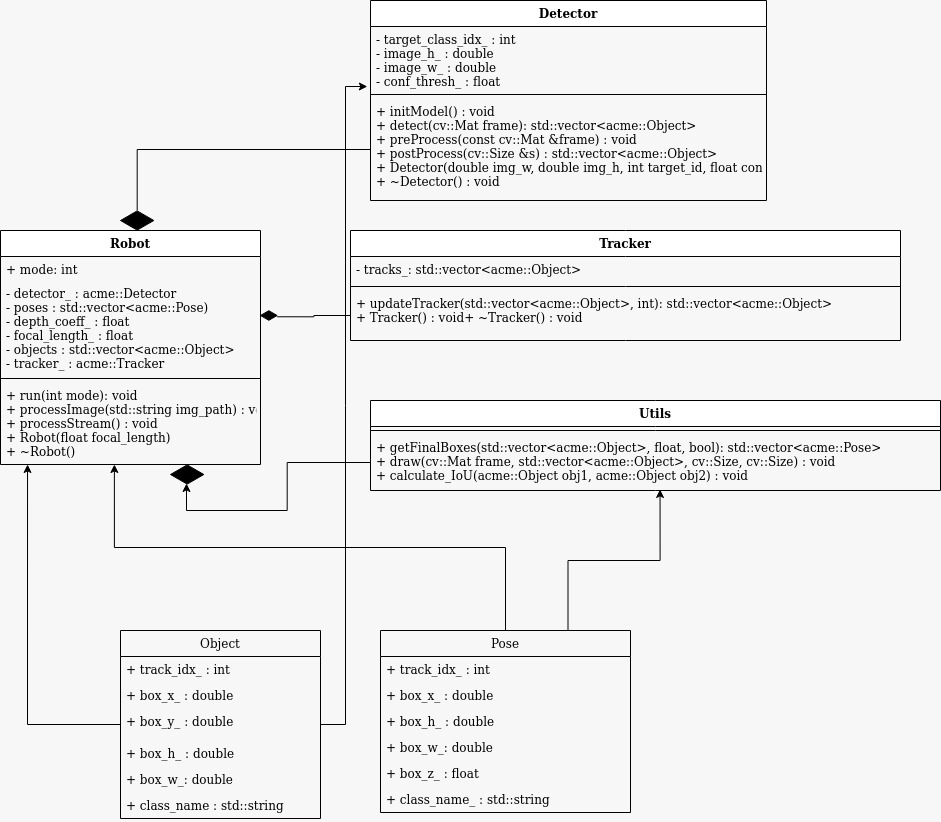 Detector
- target_class_idx_ : int
- image_h_ : double
- image_w_ : double
- conf_thresh_ : float
+ initModel() : void
+ detect(cv::Mat frame): std::vector<acme::Object>
+ preProcess(const cv::Mat &frame) : void
+ postProcess(cv::Size &s) : std::vector<acme::Object>
+ Detector(double img_w, double img_h, int target_id, float con
+ ~Detector() : void
Robot
+ mode: int
- detector_ : acme::Detector
- poses : std::vector<acme::Pose)
- depth_coeff_ : float
- focal_length_ : float
- objects : std::vector<acme::Object>
- tracker_ : acme::Tracker
+ run(int mode): void
+ processImage(std::string img_path) : v
+ processStream() : void
+ Robot(float focal_length)
+ ~Robot()
Tracker
- tracks_: std::vector<acme::Object>
+ updateTracker(std::vector<acme::Object>, int): std::vector<acme::Object>
+ Tracker() : void+ ~Tracker() : void
Utils
+ getFinalBoxes(std::vector<acme::Object>, float, bool): std::vector<acme::Pose>
+ draw(cv::Mat frame, std::vector<acme::Object>, cv::Size, cv::Size) : void
+ calculate_IoU(acme::Object obj1, acme::Object obj2) : void
Object
+ track_idx_ : int
+ box_x_ : double
+ box_y_ : double
+ box_h_ : double
+ box_w_: double
+ class_name : std::string
Pose
+ track_idx_ : int
+ box_x_ : double
+ box_h_ : double
+ box_w_: double
+ box_z_ : float
+ class_name_ : std::string